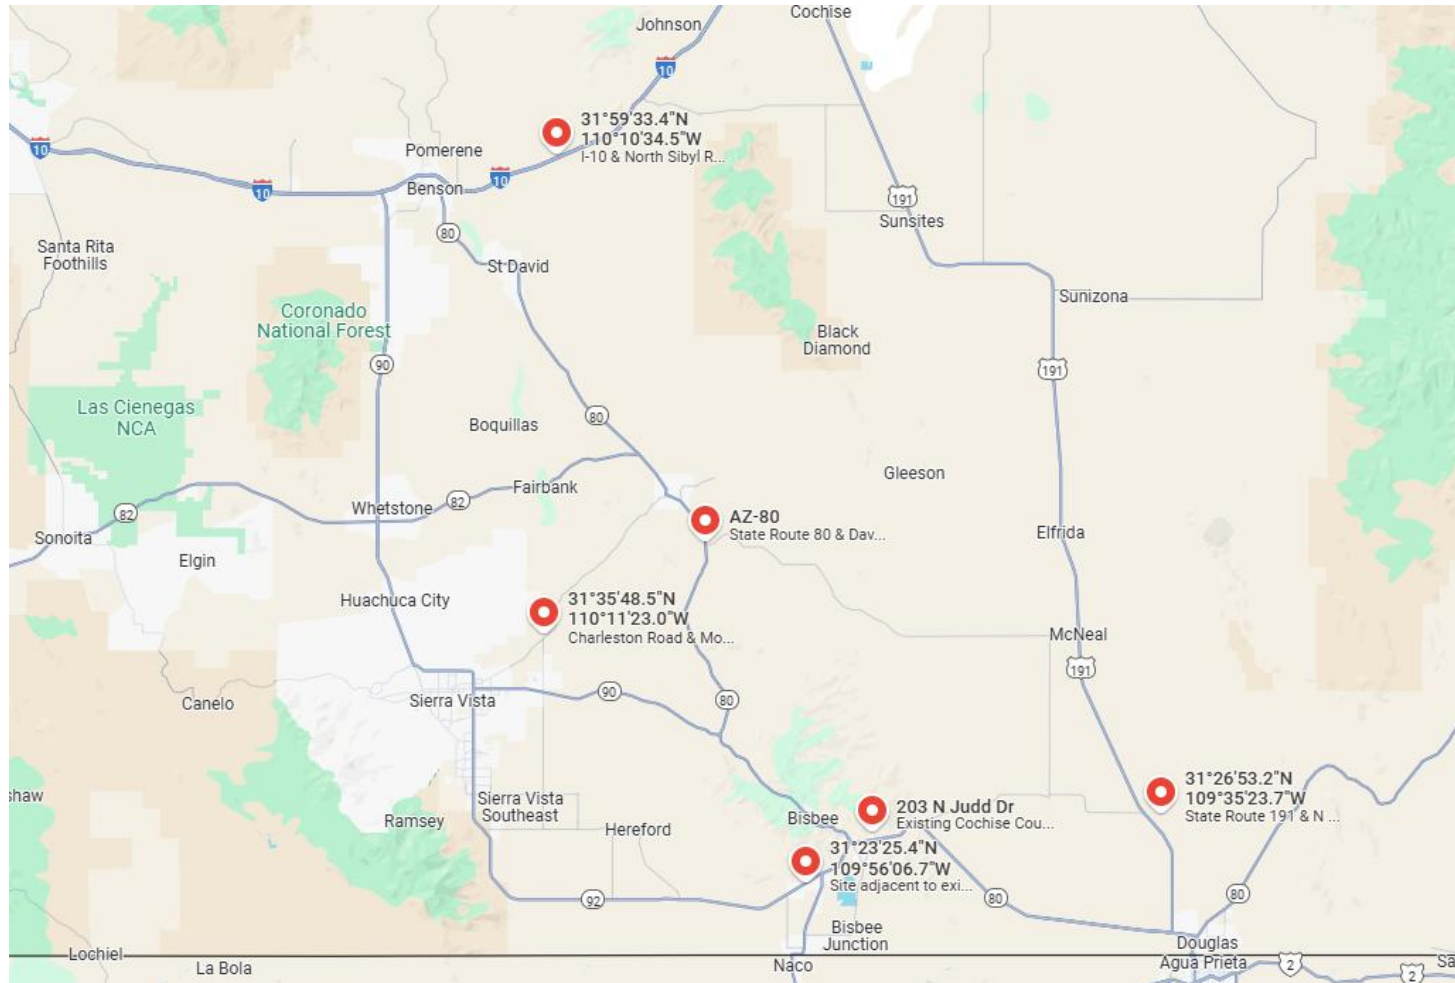 Cochise
Johnson
10
31°59'33.4"N
110°10'34.5"W
I-10 & North Sibyl R...
10
Pomerene
10
10
Benson
191
Sunsites
80
Santa Rita
Foothills
St David
Sunizona
Coronado
National Forest
Black
Diamond
90
191
Las Cienegas
NCA
80
Boquillas
Gleeson
Fairbank
82
Whetstone
82
AZ-80
State Route 80 & Dav...
Sonoita
Elfrida
Elgin
Huachuca City
31°35'48.5"N
110°11'23.0"W
Charleston Road & Mo...
McNeal
191
90
80
Canelo
Sierra Vista
31°26'53.2"N
109°35'23.7"W
State Route 191 & N ...
shaw
Sierra Vista
Southeast
Ramsey
Hereford
Bisbee
203 N Judd Dr
Existing Cochise Cou...
31°23'25.4"N
109°56'06.7"W
Site adjacent to exi...
92
80
80
Bisbee
Junction
Douglas
Lochiel
La Bola
Naco
Agua Prieta
2
2
Sa